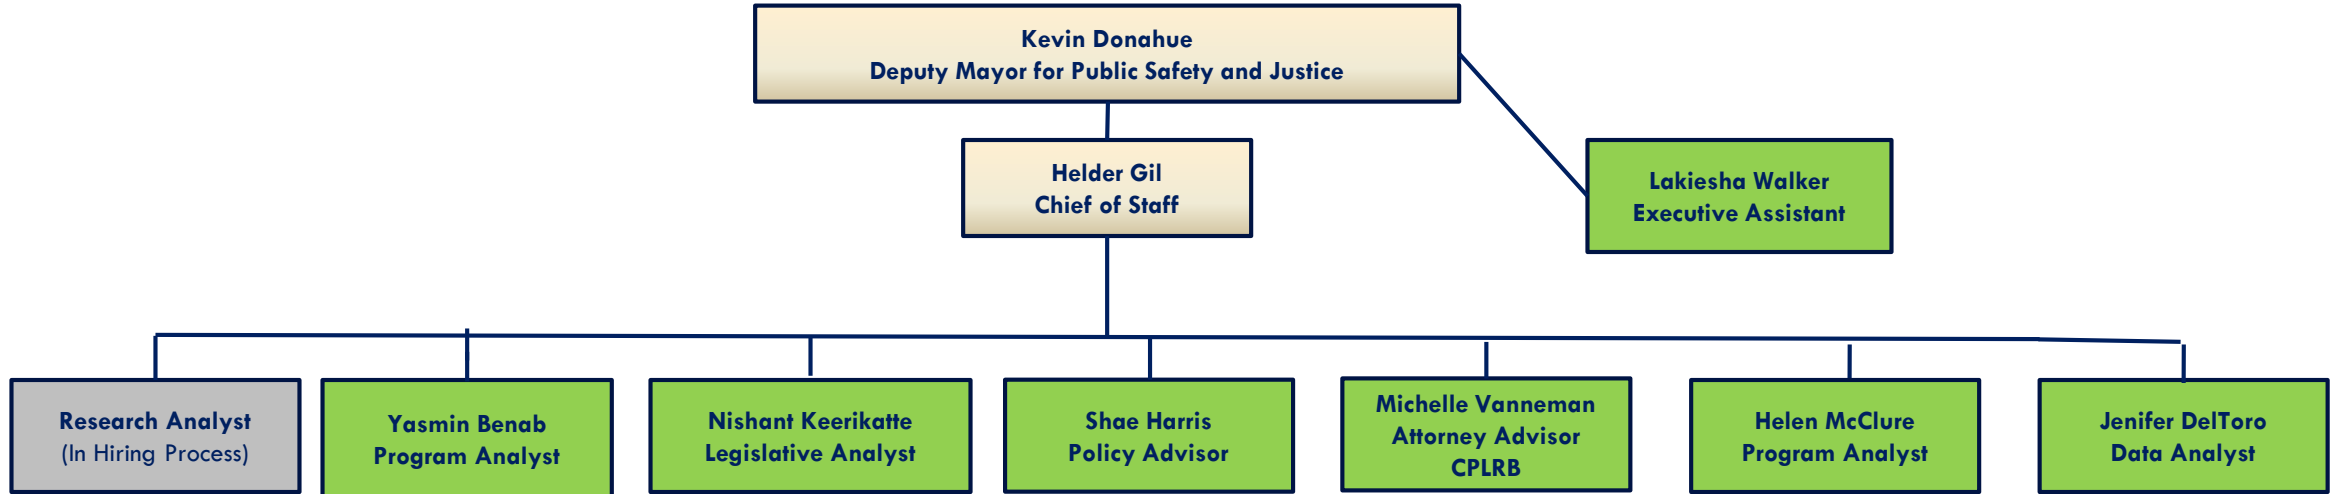 Kevin Donahue
Deputy Mayor for Public Safety and Justice
Helder Gil
Chief of Staff
Lakiesha Walker
Executive Assistant
Research Analyst
(In Hiring Process)
Yasmin Benab
Program Analyst
Nishant Keerikatte
Legislative Analyst
Shae Harris
Policy Advisor
Michelle Vanneman
Attorney Advisor
CPLRB
Helen McClure
Program Analyst
Jenifer DelToro
Data Analyst